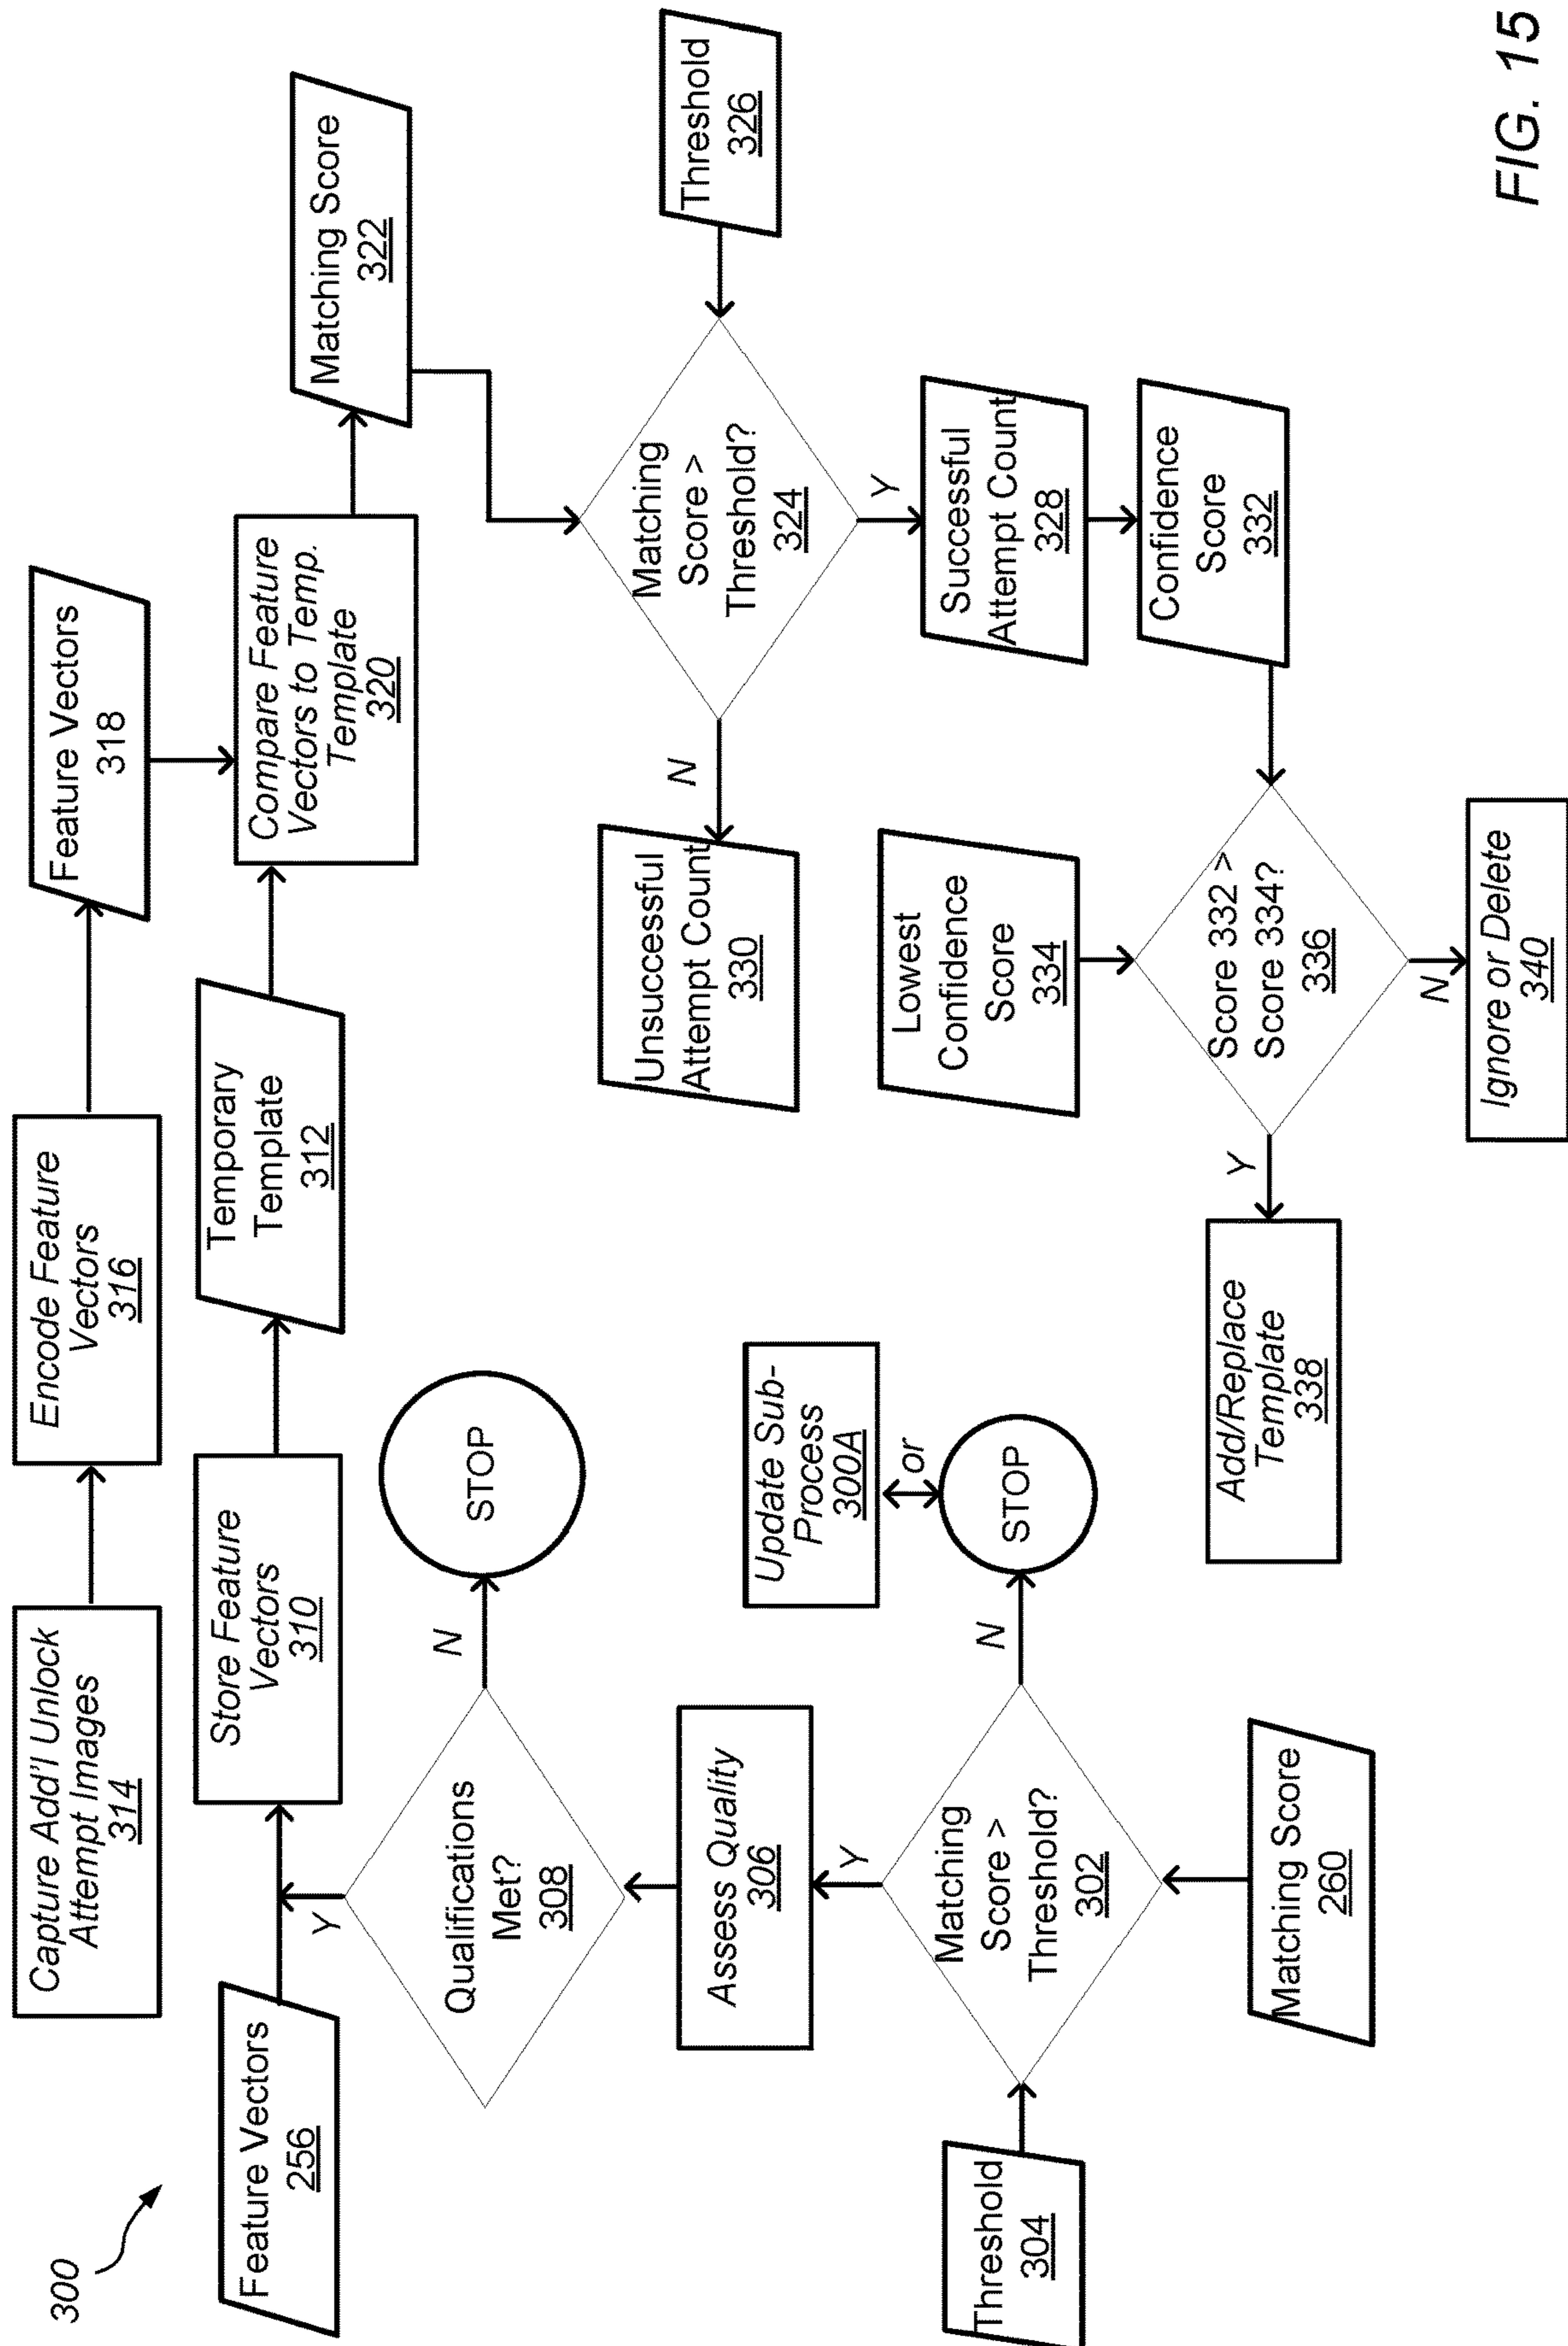 300
Capture Add'l Unlock
Attempt Images
314
Encode Feature
Vectors
316
Feature Vectors
318
Feature Vectors
256
Store Feature
Vectors
310
Temporary
Template
312
Compare Feature
Vectors to Temp.
Template
320
Matching Score
322
Y
Qualifications
Met?
308
N
STOP
Assess Quality
306
Y
Threshold
304
Matching
Score >
Threshold?
302
N
STOP
or
Update Sub-
Process
300A
Matching Score
260
Matching
Score >
Threshold?
324
Threshold
326
N
Unsuccessful
Attempt Count
330
Y
Successful
Attempt Count
328
Confidence
Score
332
Lowest
Confidence
Score
334
Score 332 >
Score 334?
336
Y
Add/Replace
Template
338
N
Ignore or Delete
340
FIG. 15